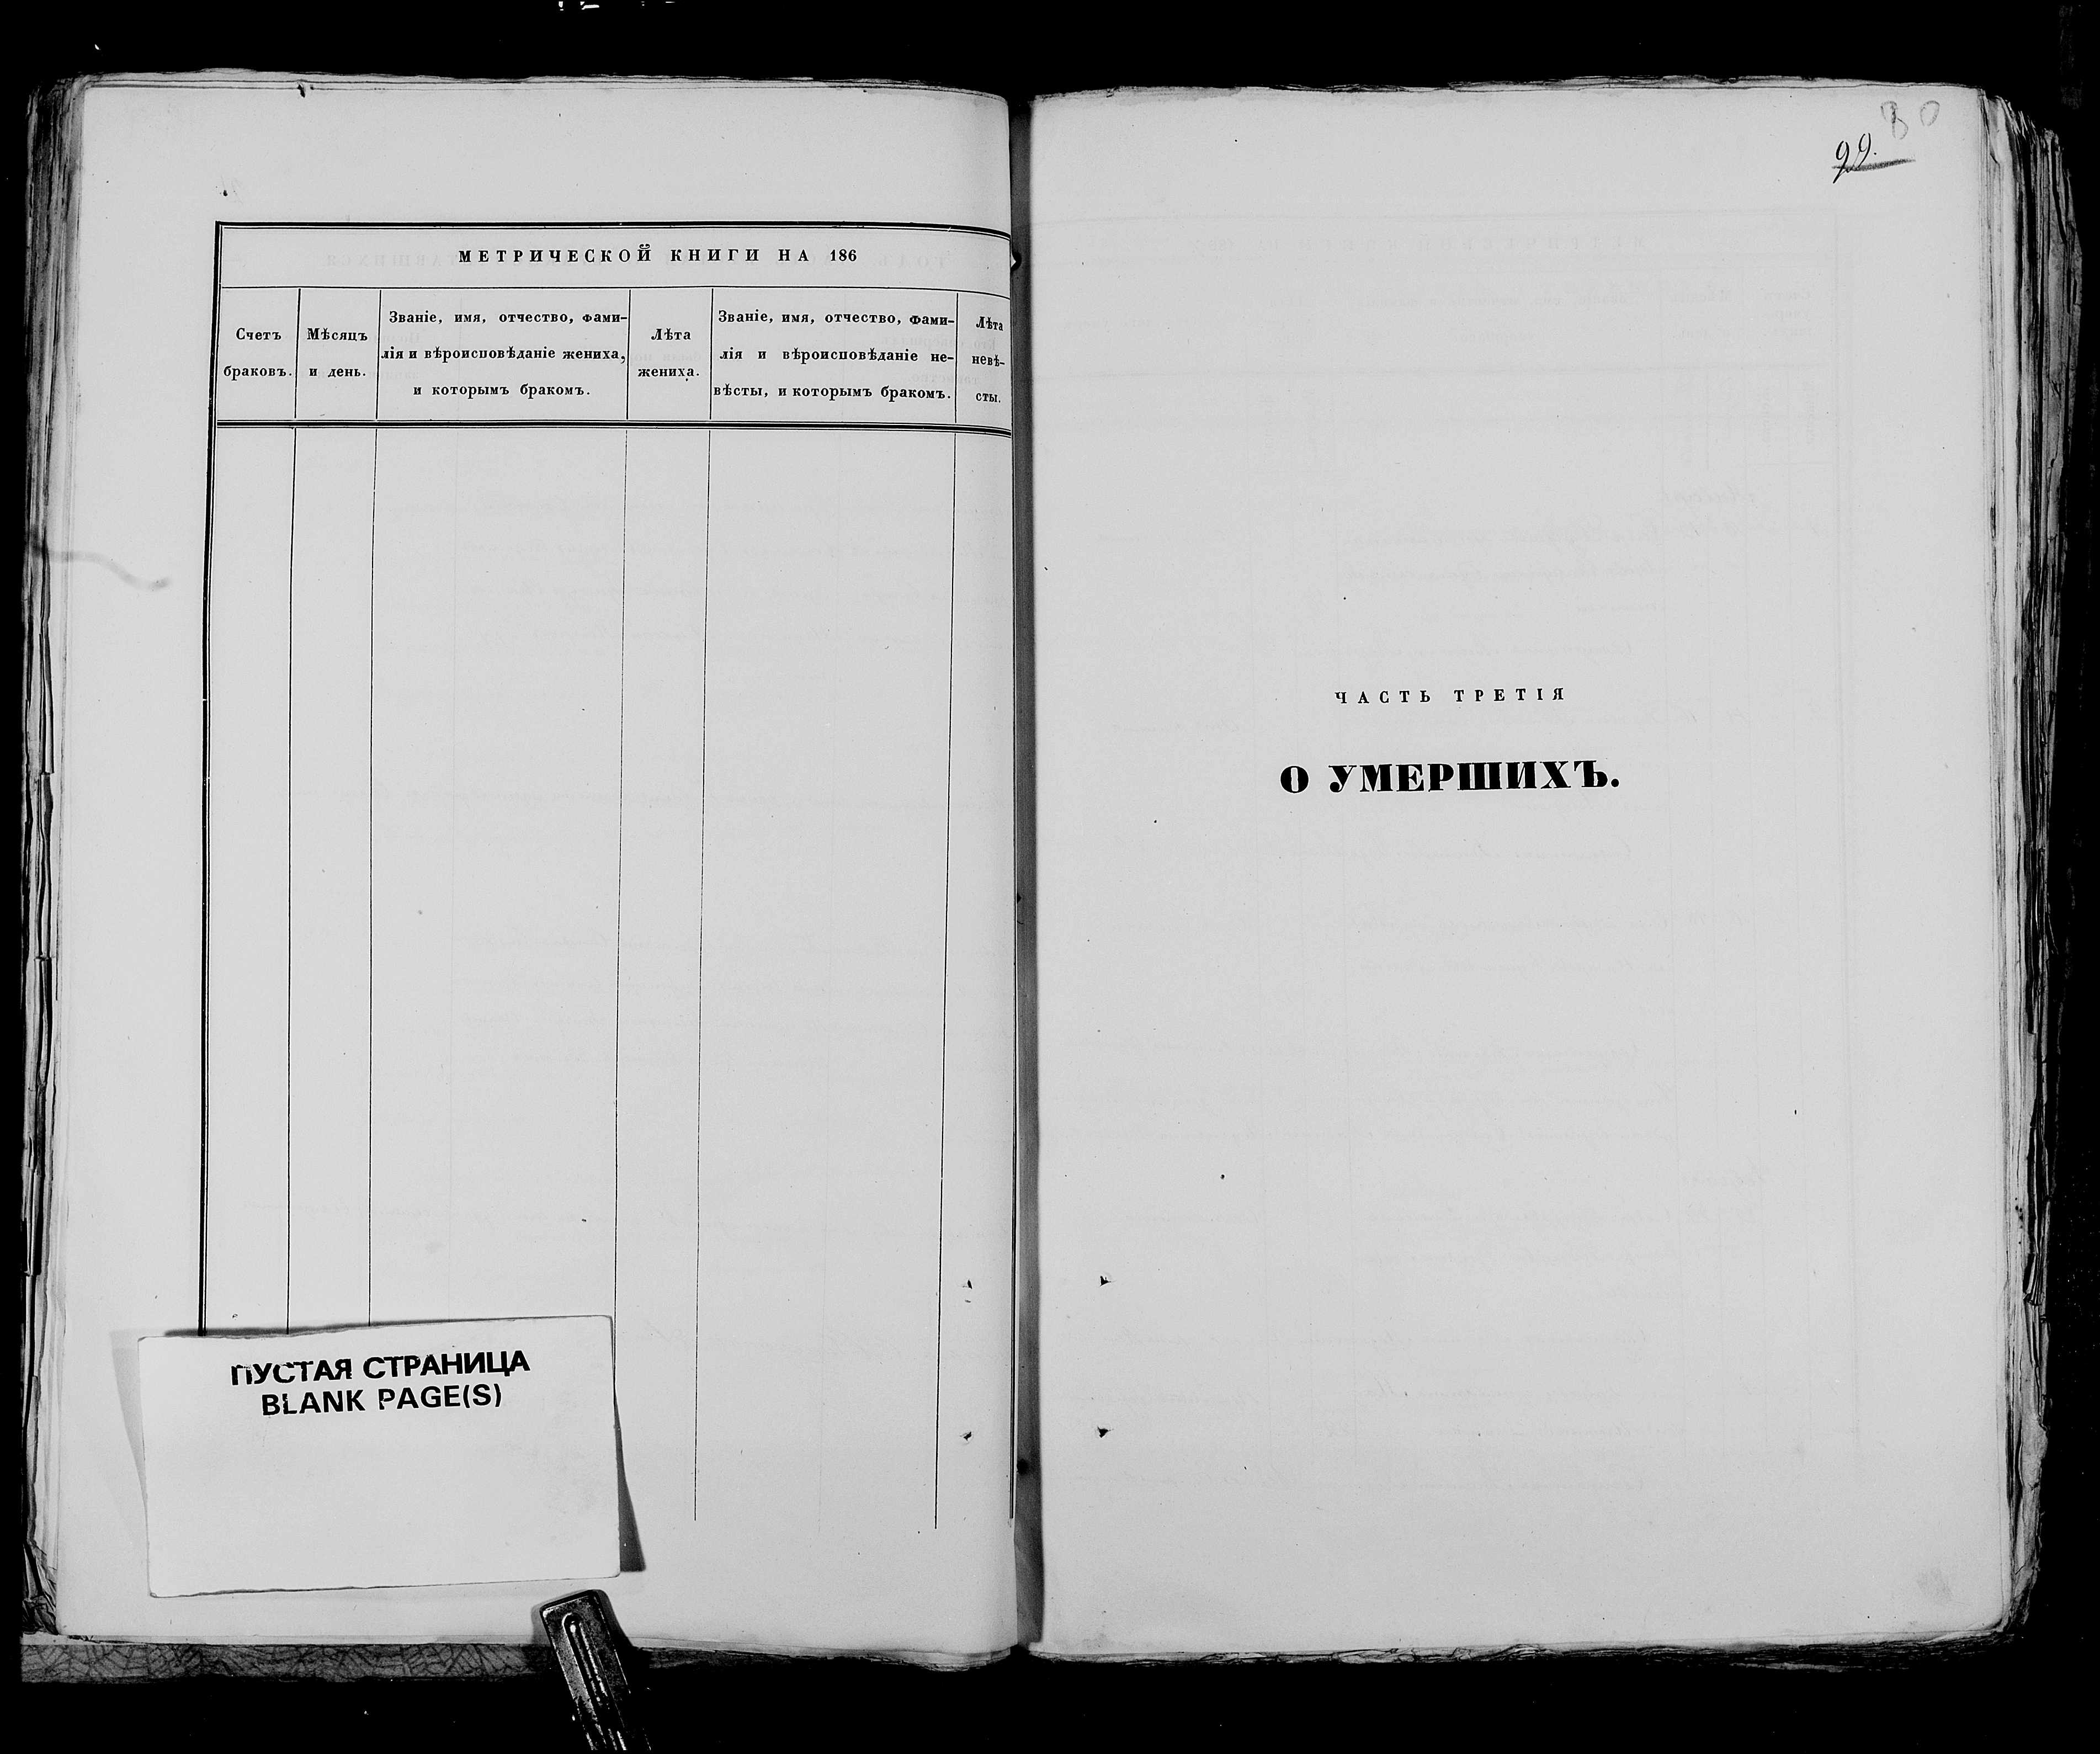 МЕТРИЧЕСКОЙ КНИГИ НА 186
Счетъ
браковъ.
Мѣсяцъ
и день.
Званіе, имя, отчество, фами-
лія и вѣроисповѣданіе жениха,
и которымъ бракомъ.
Лѣта
жениха.
Званіе, имя, отчество, фами-
лія и вѣроисповѣданіе не-
вѣсты, и которымъ бракомъ.
Лѣта
невѣ-
сты.
ПУСТАЯ СТРАНИЦА
BLANK PAGE(S)
80
99.
ЧАСТЬ ТРЕТІЯ
О УМЕРШИХЪ.